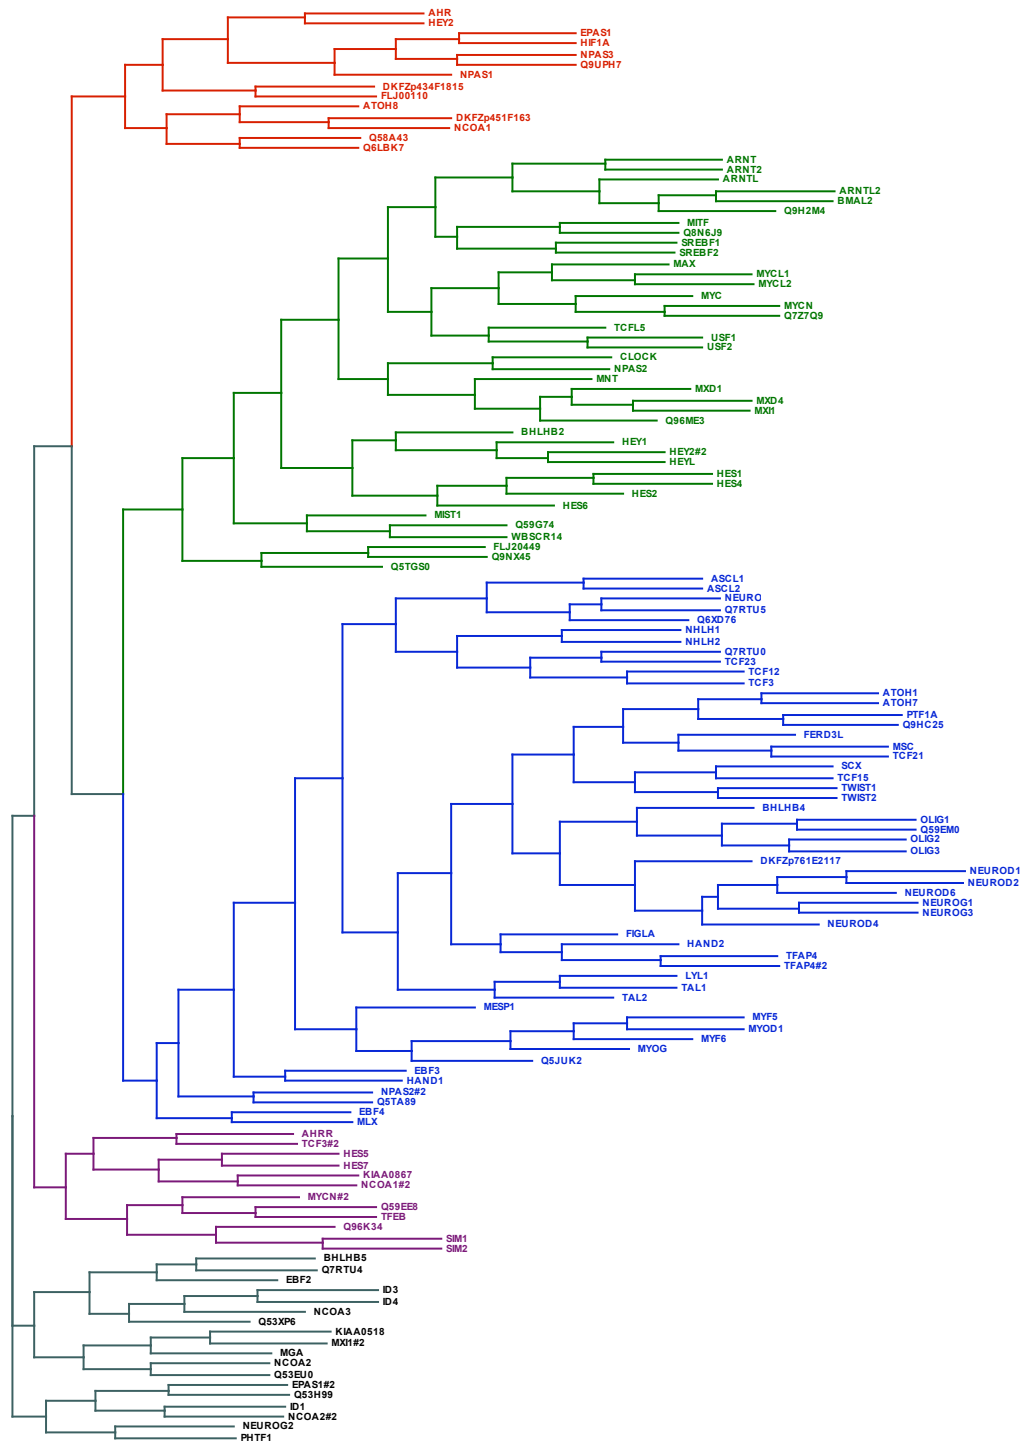 AHR
HEY2
EPAS1
HIF1A
NPAS3
Q9UPH7
NPAS1
DKFZp434F1815
FLJ00110
ATOH8
DKFZp451F163
NCOA1
Q58A43
Q6LBK7
ARNT
ARNT2
ARNTL
ARNTL2
BMAL2
Q9H2M4
MITF
Q8N6J9
SREBF1
SREBF2
MAX
MYCL1
MYCL2
MYC
MYCN
Q7Z7Q9
TCFL5
USF1
USF2
CLOCK
NPAS2
MNT
MXD1
MXD4
MXI1
Q96ME3
BHLHB2
HEY1
HEY2#2
HEYL
HES1
HES4
HES2
HES6
MIST1
Q59G74
WBSCR14
FLJ20449
Q9NX45
Q5TGS0
ASCL1
ASCL2
NEURO
Q7RTU5
Q6XD76
NHLH1
NHLH2
Q7RTU0
TCF23
TCF12
TCF3
ATOH1
ATOH7
PTF1A
Q9HC25
FERD3L
MSC
TCF21
SCX
TCF15
TWIST1
TWIST2
BHLHB4
OLIG1
Q59EM0
OLIG2
OLIG3
DKFZp761E2117
NEUROD1
NEUROD2
NEUROD6
NEUROG1
NEUROG3
NEUROD4
FIGLA
HAND2
TFAP4
TFAP4#2
LYL1
TAL1
TAL2
MESP1
MYF5
MYOD1
MYF6
MYOG
Q5JUK2
EBF3
HAND1
NPAS2#2
Q5TA89
EBF4
MLX
AHRR
TCF3#2
HES5
HES7
KIAA0867
NCOA1#2
MYCN#2
Q59EE8
TFEB
Q96K34
SIM1
SIM2
BHLHB5
Q7RTU4
EBF2
ID3
ID4
NCOA3
Q53XP6
KIAA0518
MXI1#2
MGA
NCOA2
Q53EU0
EPAS1#2
Q53H99
ID1
NCOA2#2
NEUROG2
PHTF1